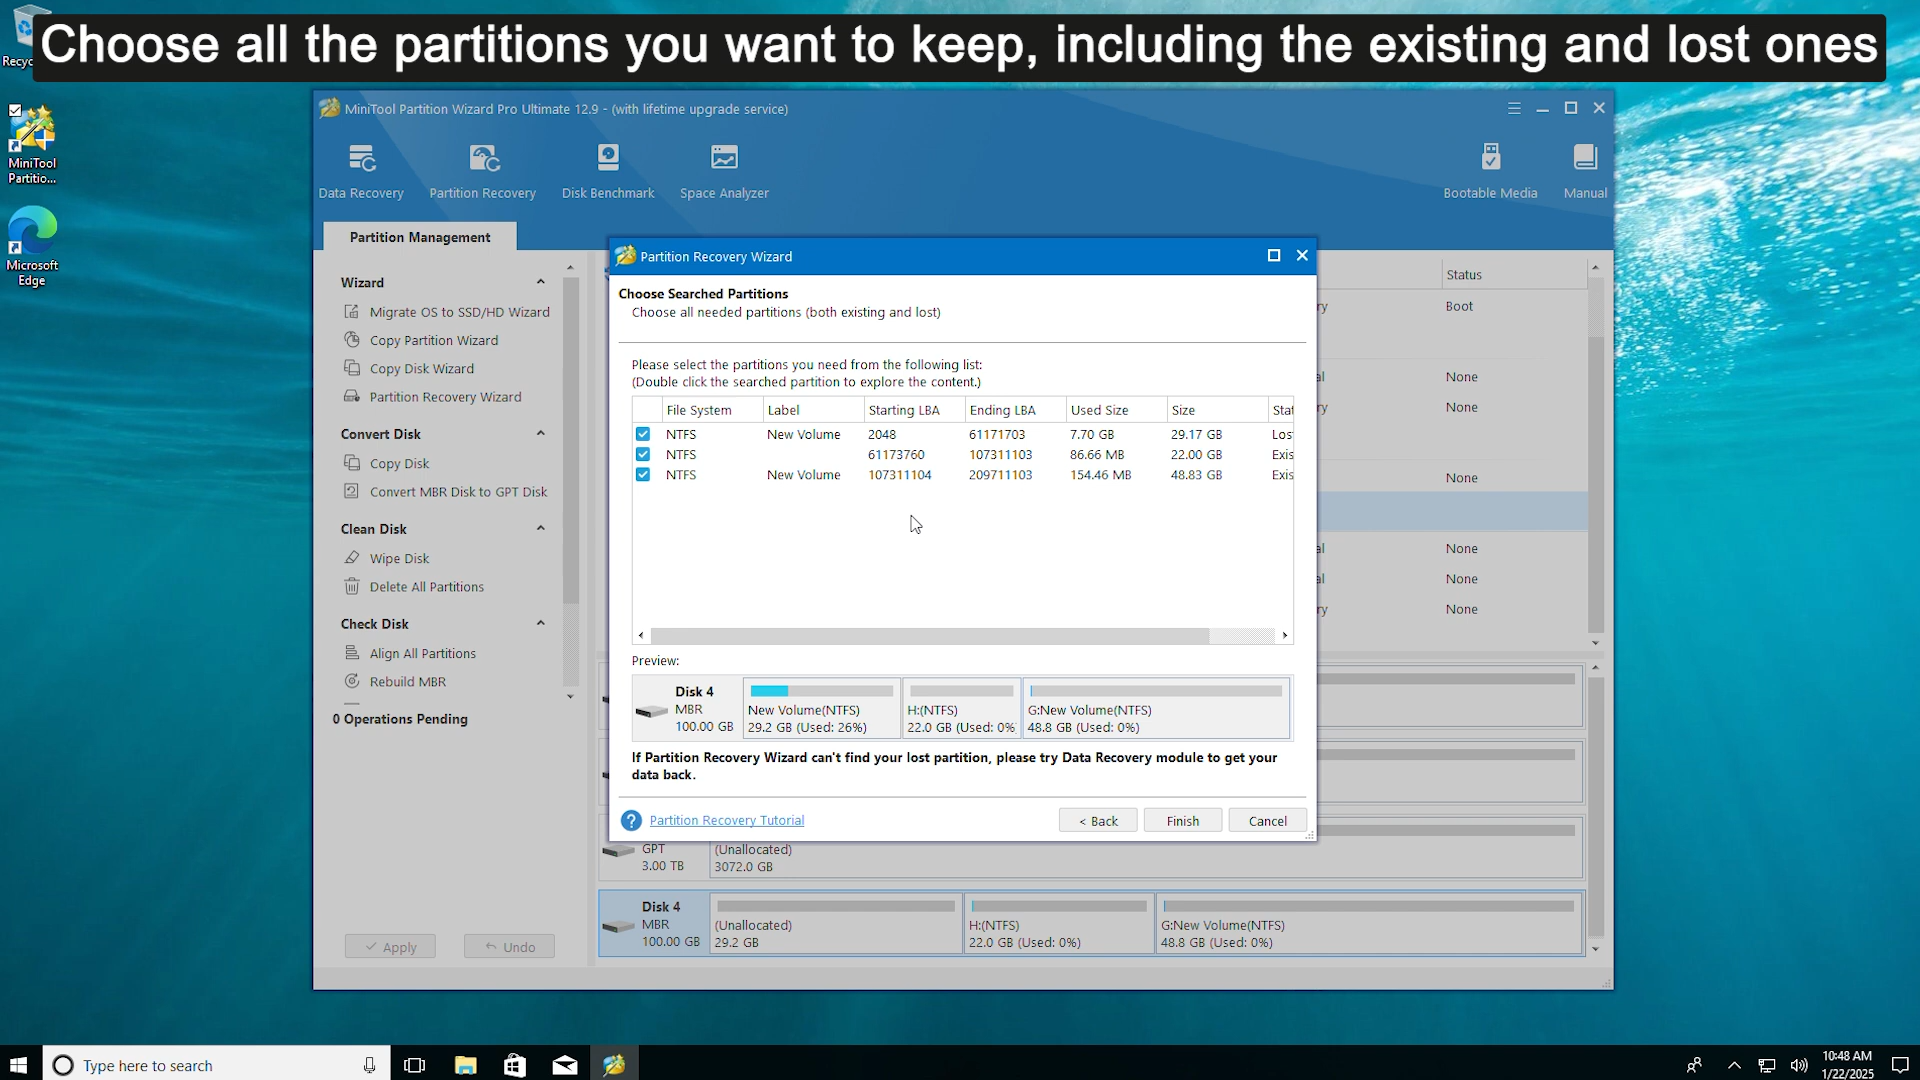 Choose all the partitions you want to keep, including the existing and lost ones
MiniTool Partition Wizard Pro Ultimate 12.9 - (with lifetime upgrade service)
MiniTool
Partitio...
Microsoft
Edge
Data Recovery
Partition Recovery
Disk Benchmark
Space Analyzer
Bootable Media
Manual
Partition Management
Wizard
Migrate OS to SSD/HD Wizard
Copy Partition Wizard
Copy Disk Wizard
Partition Recovery Wizard
Convert Disk
Copy Disk
Convert MBR Disk to GPT Disk
Clean Disk
Wipe Disk
Delete All Partitions
Check Disk
Align All Partitions
Rebuild MBR
0 Operations Pending
Apply
Undo
Status
Boot
None
None
None
None
None
None
Partition Recovery Wizard
Choose Searched Partitions
Choose all needed partitions (both existing and lost)
Please select the partitions you need from the following list:
(Double click the searched partition to explore the content.)
File System Label Starting LBA Ending LBA Used Size Size
NTFS New Volume 2048 61171703 7.70 GB 29.17 GB
NTFS 61173760 107311103 86.66 MB 22.00 GB
NTFS New Volume 107311104 209711103 154.46 MB 48.83 GB
Preview:
Disk 4
MBR
100.00 GB
New Volume(NTFS)
29.2 GB (Used: 26%)
H:(NTFS)
22.0 GB (Used: 0%
G:New Volume(NTFS)
48.8 GB (Used: 0%)
If Partition Recovery Wizard can't find your lost partition, please try Data Recovery module to get your
data back.
? Partition Recovery Tutorial
< Back
Finish
Cancel
GPT
3.00 TB
(Unallocated)
3072.0 GB
Disk 4
MBR
100.00 GB
(Unallocated)
29.2 GB
H:(NTFS)
22.0 GB (Used: 0%)
G:New Volume(NTFS)
48.8 GB (Used: 0%)
Type here to search
10:48 AM
1/22/2025